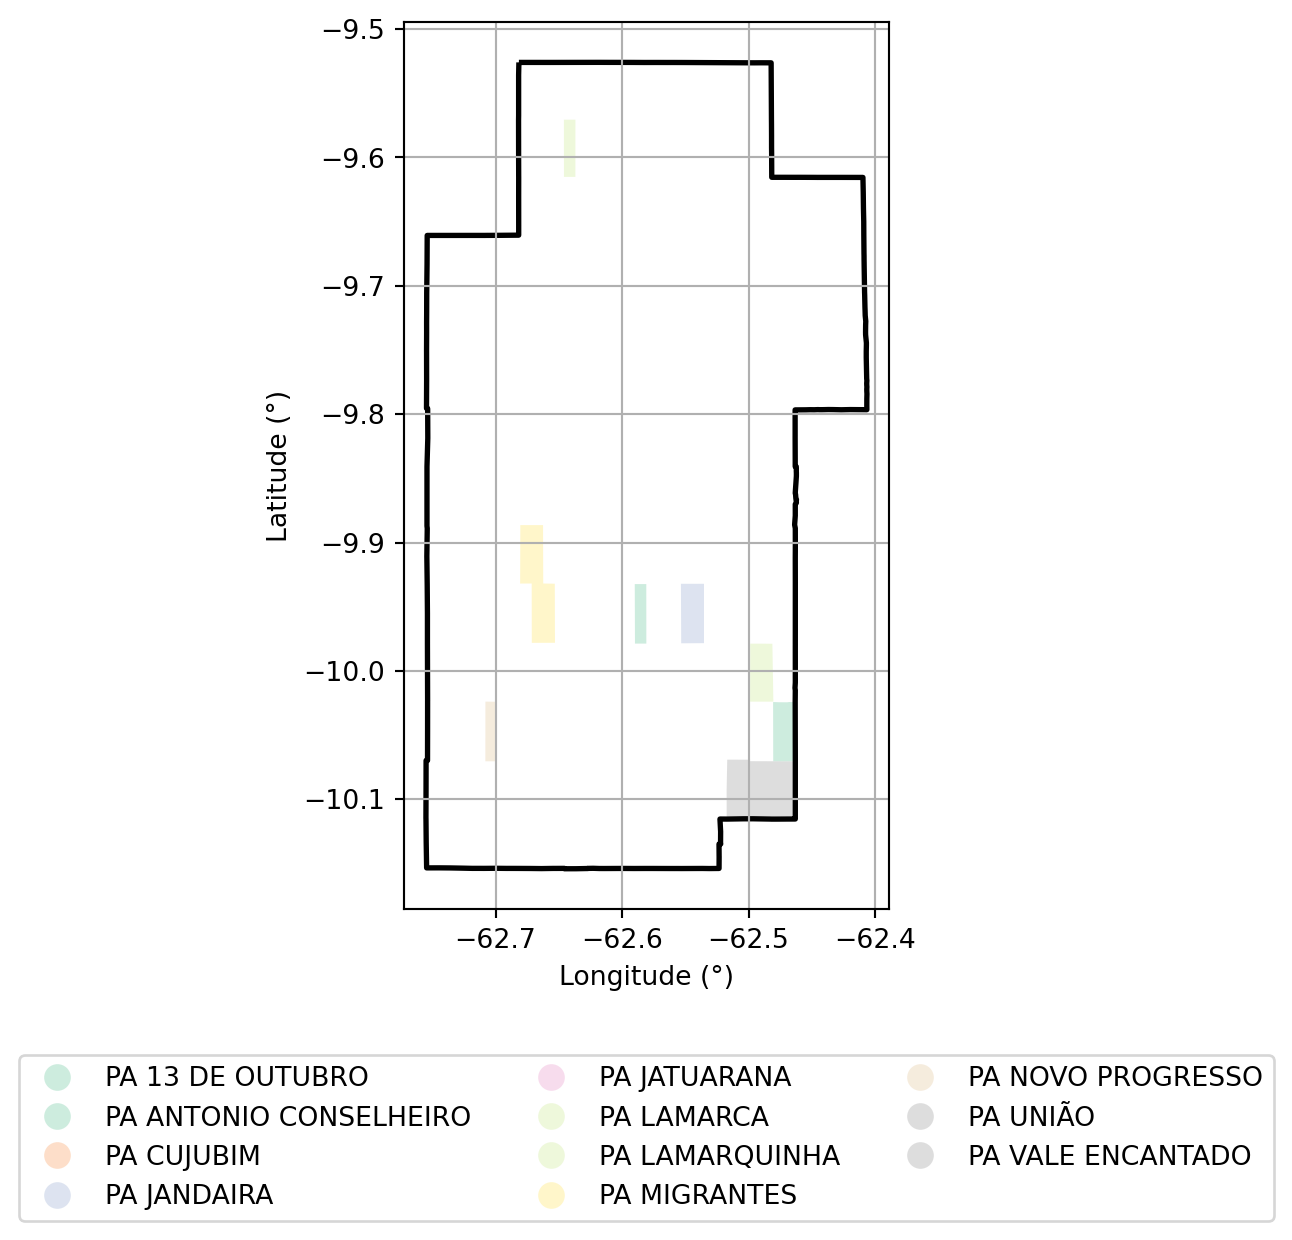 −9.5
−9.6
−9.7
−9.8
−9.9
−10.0
−10.1
Latitude (°)
−62.7 −62.6 −62.5 −62.4
Longitude (°)
PA 13 DE OUTUBRO
PA ANTONIO CONSELHEIRO
PA CUJUBIM
PA JANDAIRA
PA JATUARANA
PA LAMARCA
PA LAMARQUINHA
PA MIGRANTES
PA NOVO PROGRESSO
PA UNIÃO
PA VALE ENCANTADO